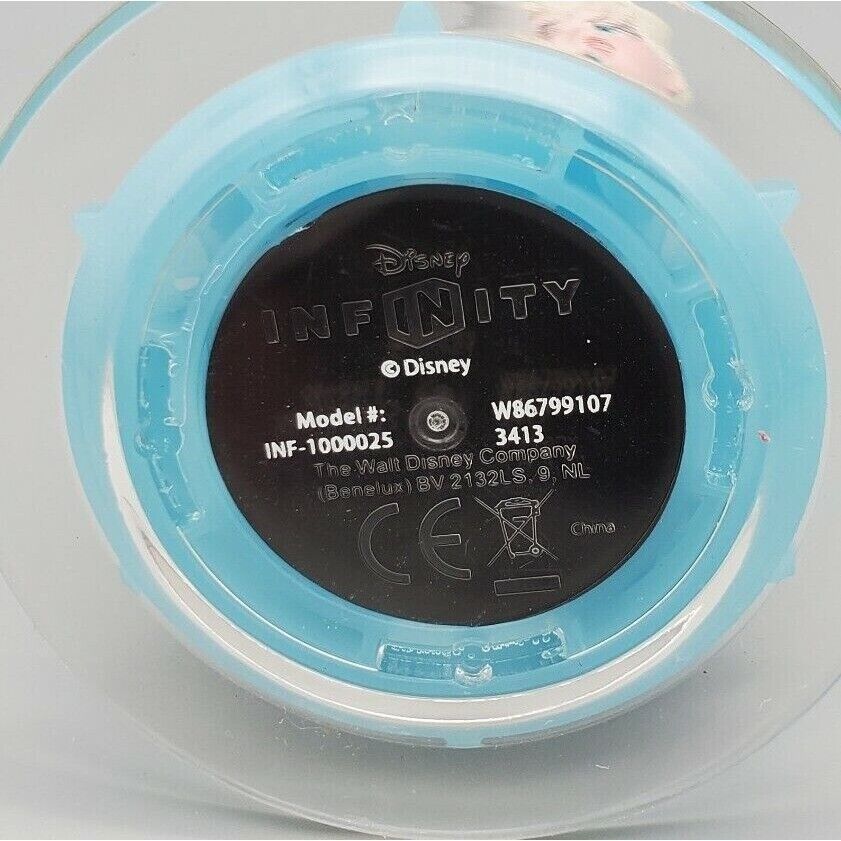 Disney
INFINITY
© Disney
Model #: W86799107
INF-1000025 3413
The Walt Disney Company
(Benelux) BV 2132LS, 9, NL
CE China